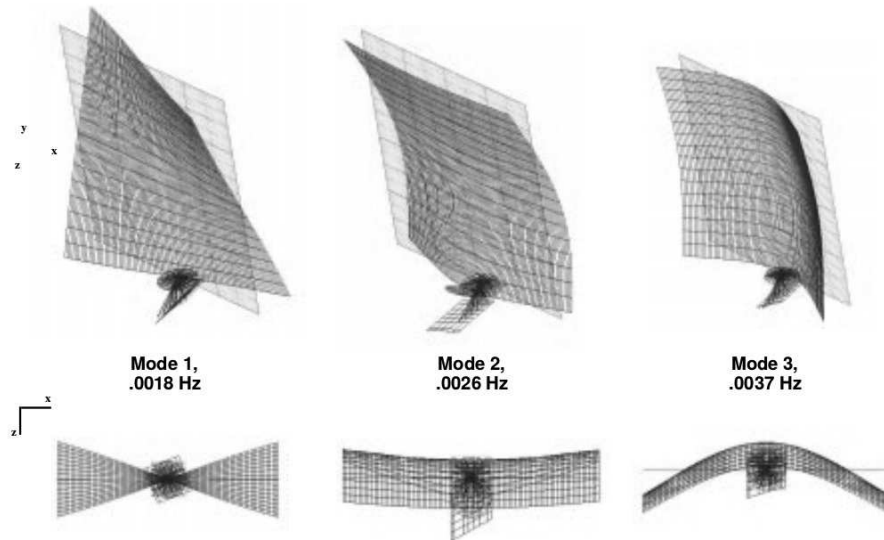 y
x
z
Mode 1,
.0018 Hz
Mode 2,
.0026 Hz
Mode 3,
.0037 Hz
x
z